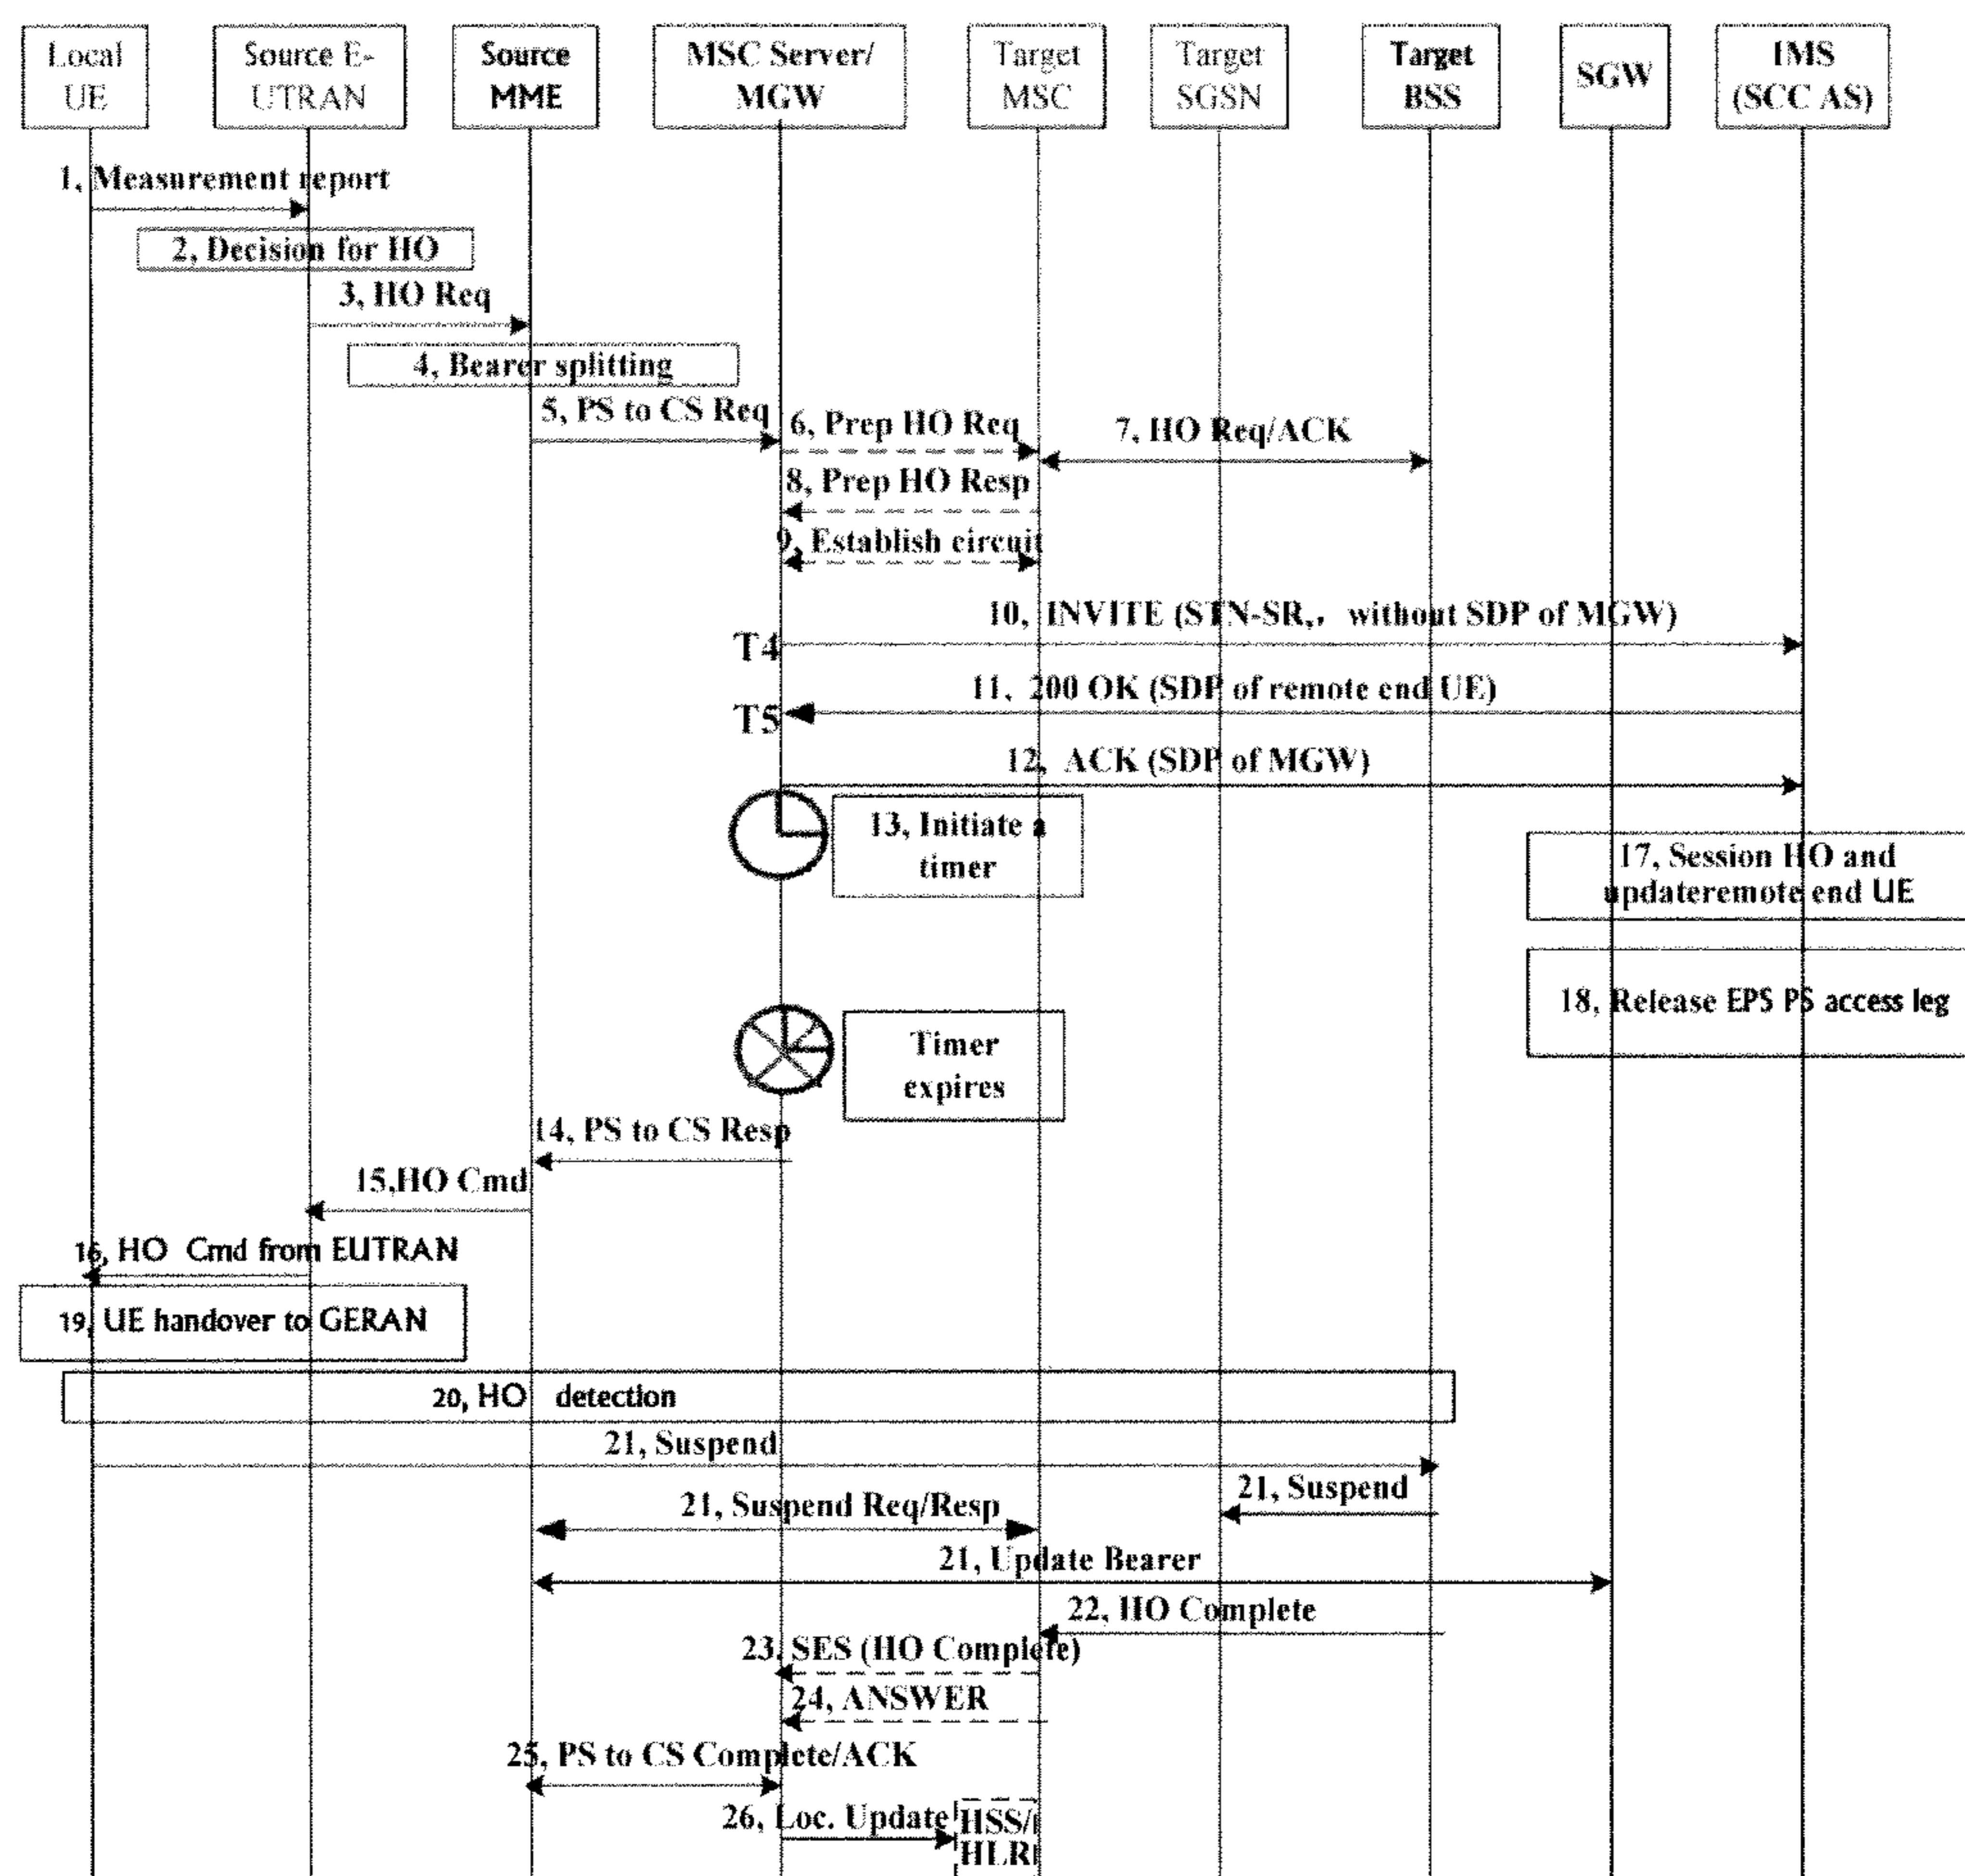 Local
UE
Source E-
UTRAN
Source
MME
MSC Server/
MGW
Target
MSC
Target
SGSN
Target
BSS
SGW
IMS
(SCC AS)
1, Measurement report
2, Decision for HO
3, HO Req
4, Bearer splitting
5, PS to CS Req
6, Prep HO Req
7, HO Req/ACK
8, Prep HO Resp
9, Establish circuit
10, INVITE (STN-SR,, without SDP of MGW)
T4
11, 200 OK (SDP of remote end UE)
T5
12, ACK (SDP of MGW)
13, Initiate a
timer
17, Session HO and
updateremote end UE
18, Release EPS PS access leg
Timer
expires
14, PS to CS Resp
15,HO Cmd
16, HO Cmd from EUTRAN
19, UE handover to GERAN
20, HO detection
21, Suspend
21, Suspend
21, Suspend Req/Resp
21, Update Bearer
22, HO Complete
23, SES (HO Complete)
24, ANSWER
25, PS to CS Complete/ACK
26, Loc. Update
HSS/
HLR